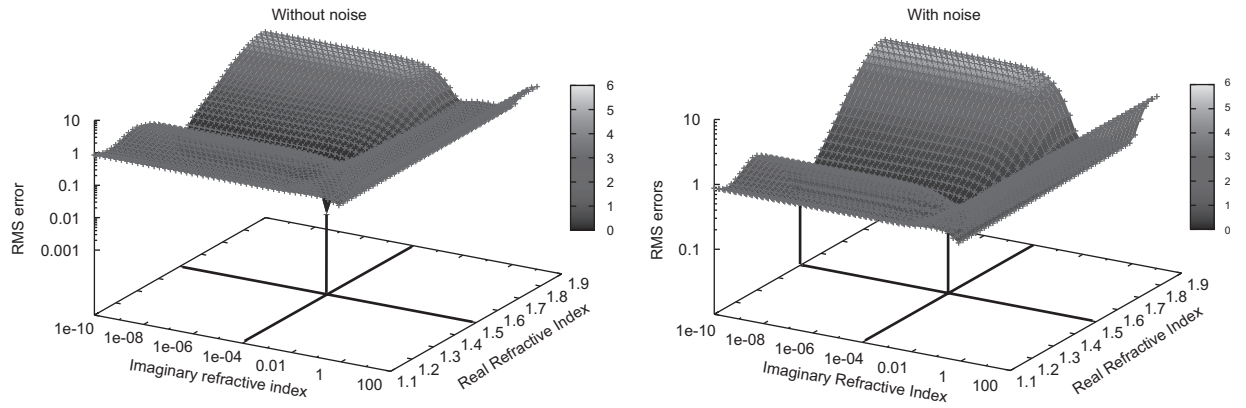 Without noise
10
1
0.1
0.01
0.001
RMS error
6
5
4
3
2
1
0
1e-10
1e-08
1e-06
1e-04
0.01
1
100
Imaginary refractive index
1.1
1.2
1.3
1.4
1.5
1.6
1.7
1.8
1.9
Real Refractive Index
With noise
10
1
0.1
RMS errors
6
5
4
3
2
1
0
1e-10
1e-08
1e-06
1e-04
0.01
1
100
Imaginary Refractive Index
1.1
1.2
1.3
1.4
1.5
1.6
1.7
1.8
1.9
Real Refractive Index